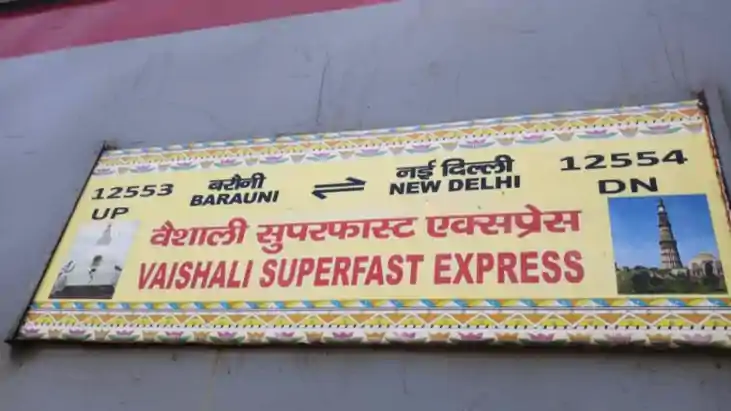 12553 बरौनी ⇌ नई दिल्ली 12554
UP BARAUNI NEW DELHI DN
वैशाली सुपरफास्ट एक्सप्रेस
VAISHALI SUPERFAST EXPRESS